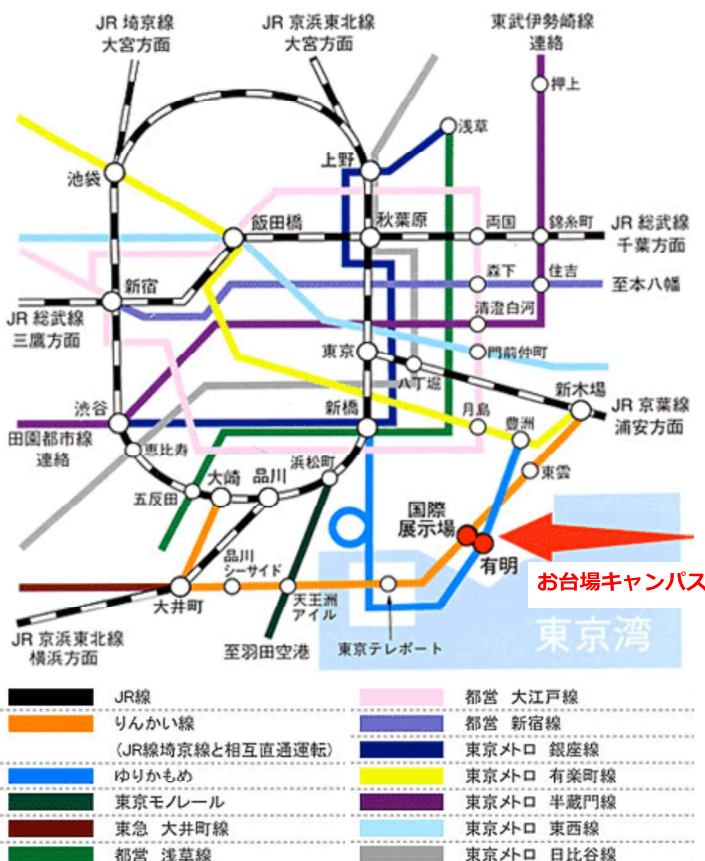 JR 埼京線
大宮方面
JR 京浜東北線
大宮方面
東武伊勢崎線
連絡
押上
浅草
上野
池袋
飯田橋
秋葉原
両国
錦糸町
JR 総武線
千葉方面
新宿
森下
住吉
至本八幡
JR 総武線
三鷹方面
清澄白河
東京
門前仲町
八丁堀
新木場
渋谷
新橋
月島
豊洲
JR 京葉線
浦安方面
田園都市線
連絡
恵比寿
浜松町
東雲
五反田
大崎
品川
国際
展示場
有明
お台場キャンパス
品川
シーサイド
大井町
天王洲
アイル
東京テレポート
東京湾
JR 京浜東北線
横浜方面
至羽田空港
JR線
都営 大江戸線
りんかい線
都営 新宿線
(JR線埼京線と相互直通運転)
東京メトロ 銀座線
ゆりかもめ
東京メトロ 有楽町線
東京モノレール
東京メトロ 半蔵門線
東急 大井町線
東京メトロ 東西線
都営 浅草線
東京メトロ 日比谷線